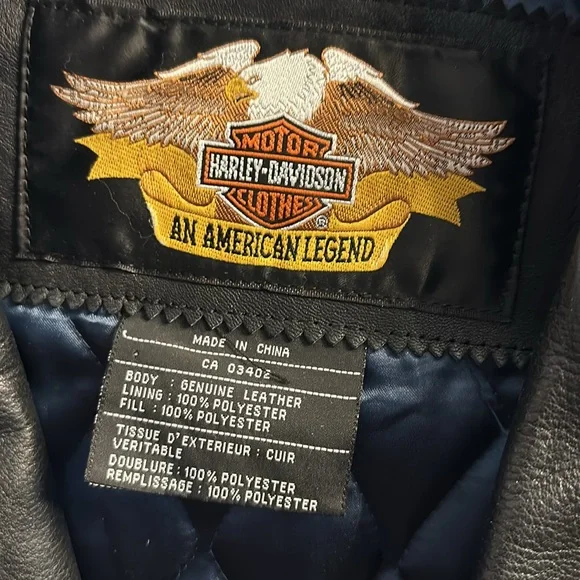 MOTOR
HARLEY-DAVIDSON
CLOTHES
®
AN AMERICAN LEGEND
MADE IN CHINA
CA 03402
BODY : GENUINE LEATHER
LINING : 100% POLYESTER
FILL : 100% POLYESTER
TISSUE D'EXTERIEUR : CUIR
VERITABLE
DOUBLURE : 100% POLYESTER
REMPLISSAGE : 100% POLYESTER